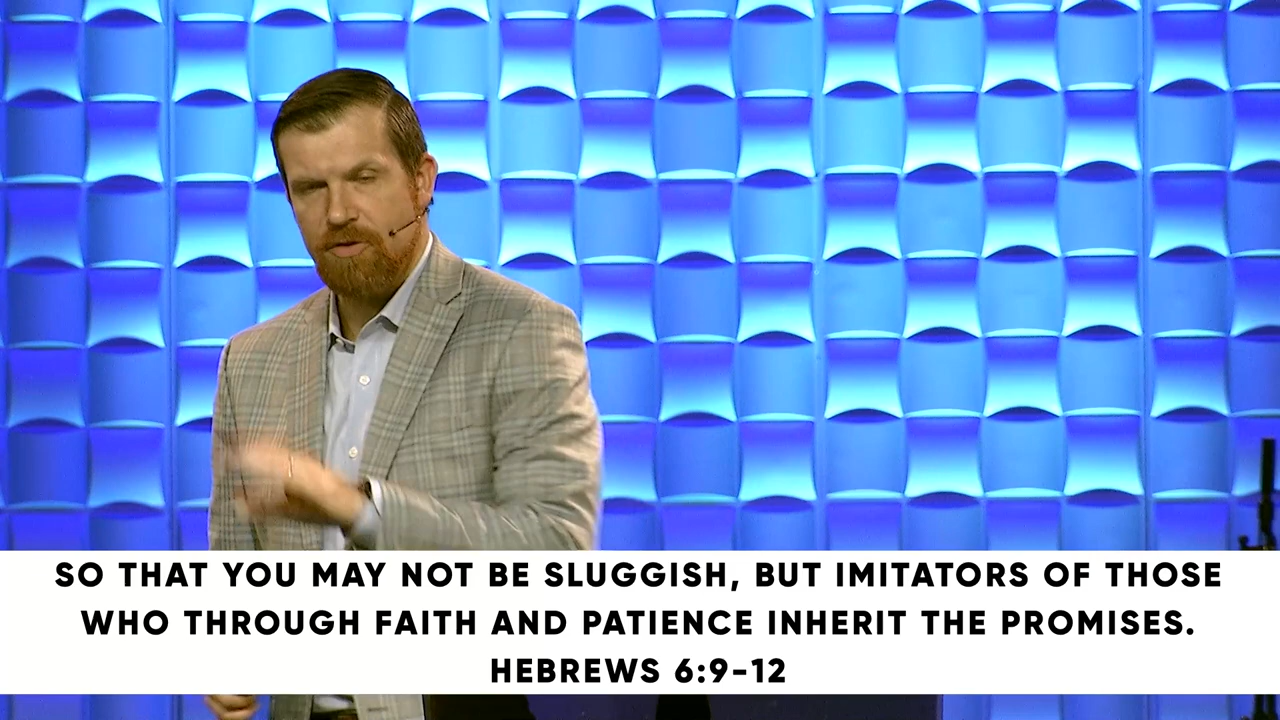 SO THAT YOU MAY NOT BE SLUGGISH, BUT IMITATORS OF THOSE
WHO THROUGH FAITH AND PATIENCE INHERIT THE PROMISES.
HEBREWS 6:9-12